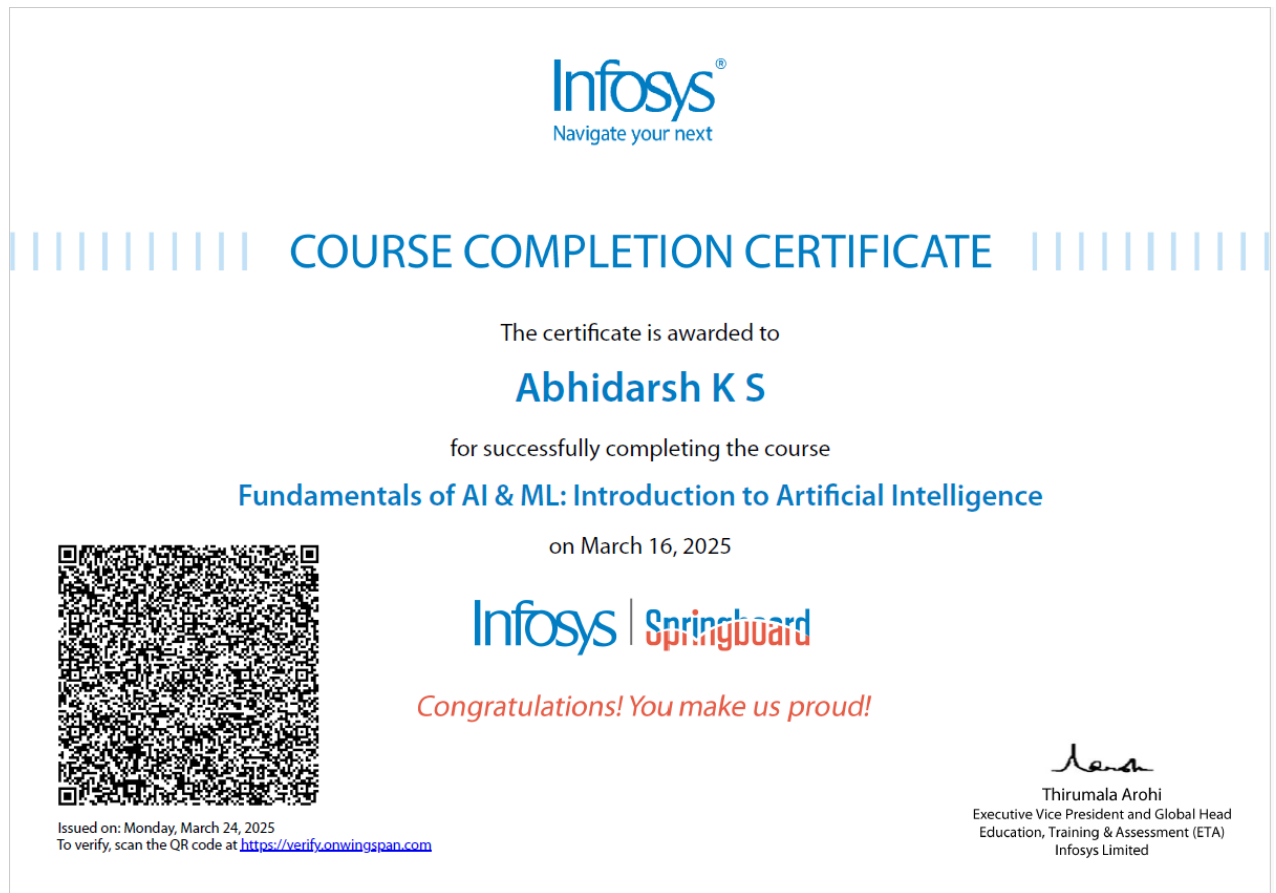 Infosys®
Navigate your next
COURSE COMPLETION CERTIFICATE
The certificate is awarded to
Abhidarsh K S
for successfully completing the course
Fundamentals of AI & ML: Introduction to Artificial Intelligence
on March 16, 2025
Infosys | Springboard
Congratulations! You make us proud!
Issued on: Monday, March 24, 2025
To verify, scan the QR code at https://verify.onwingspan.com
Thirumala Arohi
Executive Vice President and Global Head
Education, Training & Assessment (ETA)
Infosys Limited